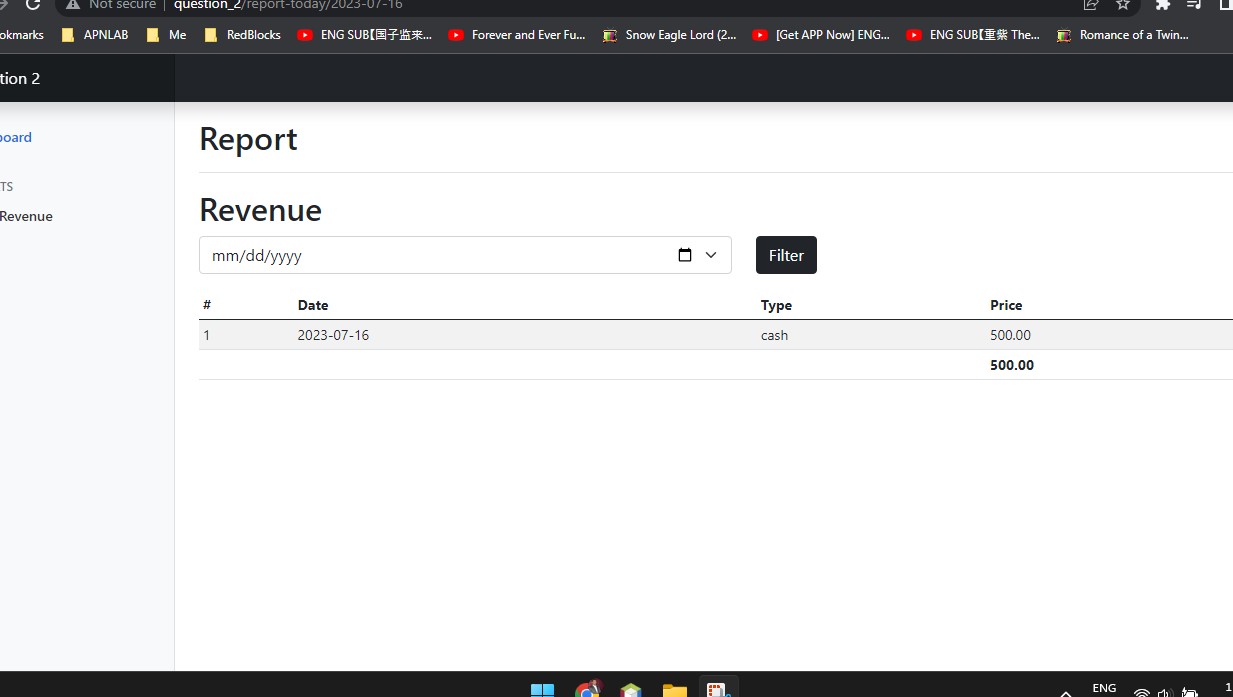 Not secure | question_2/report-today/2023-07-16
okmarks APNLAB Me RedBlocks ENG SUB【国子监来... Forever and Ever Fu... Snow Eagle Lord (2... [Get APP Now] ENG... ENG SUB【重紫 The... Romance of a Twin...
tion 2
board
Report
TS
Revenue
Revenue
mm/dd/yyyy Filter
# Date Type Price
1 2023-07-16 cash 500.00
500.00
ENG
1